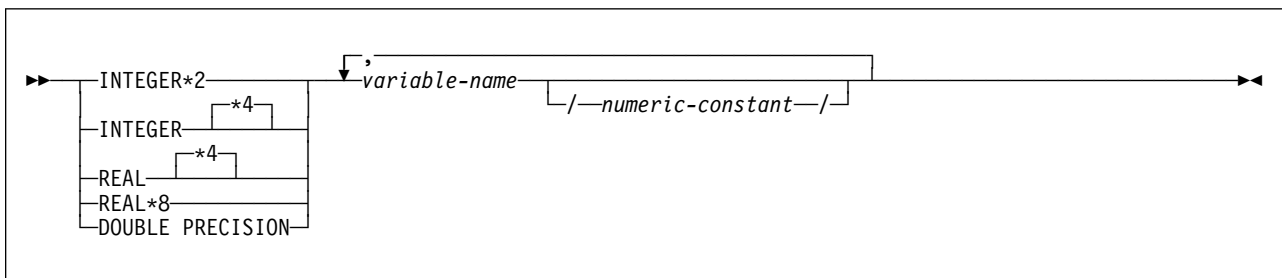 ,
INTEGER*2 variable-name
/ numeric-constant /
*4
INTEGER
*4
REAL
REAL*8
DOUBLE PRECISION